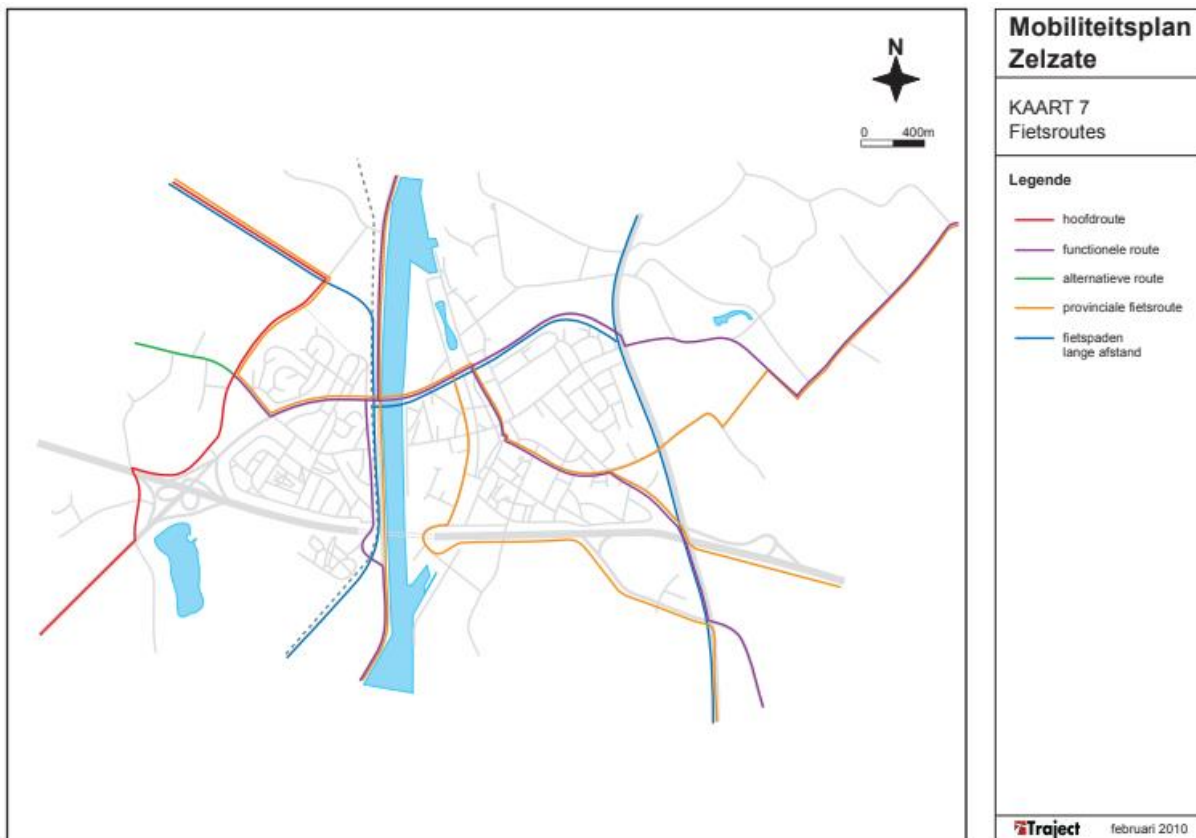 N
0 400m
Mobiliteitsplan
Zelzate
KAART 7
Fietsroutes
Legende
hoofdroute
functionele route
alternatieve route
provinciale fietsroute
fietspaden
lange afstand
Traject februari 2010